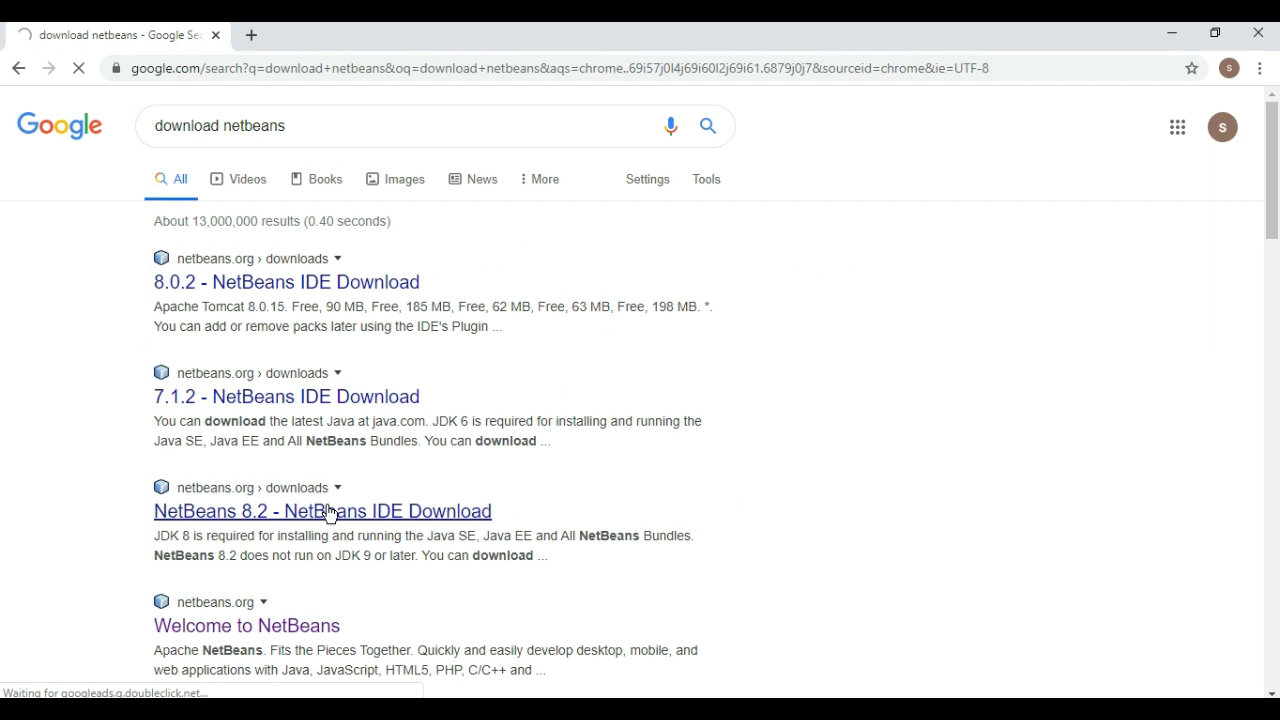 download netbeans - Google Sea
google.com/search?q=download+netbeans&oq=download+netbeans&aqs=chrome..69i57j0l4j69i60l2j69i61.6879j0j7&sourceid=chrome&ie=UTF-8
S
Google
download netbeans
S
All
Videos
Books
Images
News
More
Settings
Tools
About 13,000,000 results (0.40 seconds)
netbeans.org › downloads
8.0.2 - NetBeans IDE Download
Apache Tomcat 8.0.15. Free, 90 MB, Free, 185 MB, Free, 62 MB, Free, 63 MB, Free, 198 MB. *.
You can add or remove packs later using the IDE's Plugin ...
netbeans.org › downloads
7.1.2 - NetBeans IDE Download
You can download the latest Java at java.com. JDK 6 is required for installing and running the
Java SE, Java EE and All NetBeans Bundles. You can download ...
netbeans.org › downloads
NetBeans 8.2 - NetBeans IDE Download
JDK 8 is required for installing and running the Java SE, Java EE and All NetBeans Bundles.
NetBeans 8.2 does not run on JDK 9 or later. You can download ...
netbeans.org
Welcome to NetBeans
Apache NetBeans. Fits the Pieces Together. Quickly and easily develop desktop, mobile, and
web applications with Java, JavaScript, HTML5, PHP, C/C++ and ...
Waiting for googleads.g.doubleclick.net...